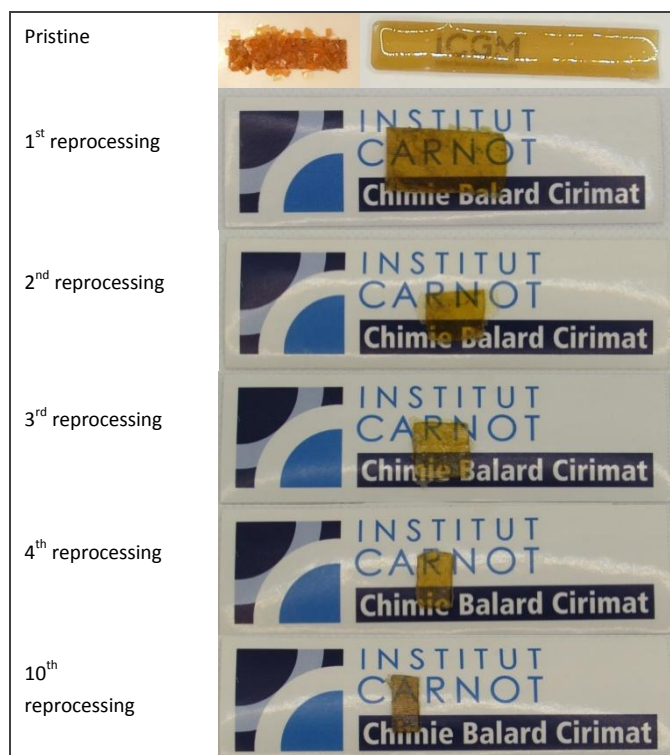 Pristine
ICGM
1st reprocessing
INSTITUT
CARNOT
Chimie Balard Cirimat
2nd reprocessing
INSTITUT
CARNOT
Chimie Balard Cirimat
3rd reprocessing
INSTITUT
CARNOT
Chimie Balard Cirimat
4th reprocessing
INSTITUT
CARNOT
Chimie Balard Cirimat
10th
reprocessing
INSTITUT
CARNOT
Chimie Balard Cirimat